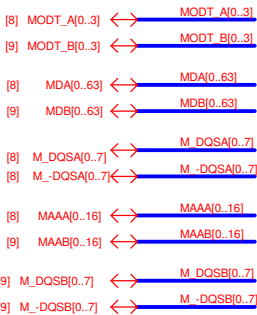 [8] MODT_A[0..3] MODT_A[0..3]
[9] MODT_B[0..3] MODT_B[0..3]
[8] MDA[0..63] MDA[0..63]
[9] MDB[0..63] MDB[0..63]
[8] M_DQSA[0..7] M_DQSA[0..7]
[8] M_-DQSA[0..7] M_-DQSA[0..7]
[8] MAAA[0..16] MAAA[0..16]
[9] MAAB[0..16] MAAB[0..16]
[9] M_DQSB[0..7] M_DQSB[0..7]
[9] M_-DQSB[0..7] M_-DQSB[0..7]